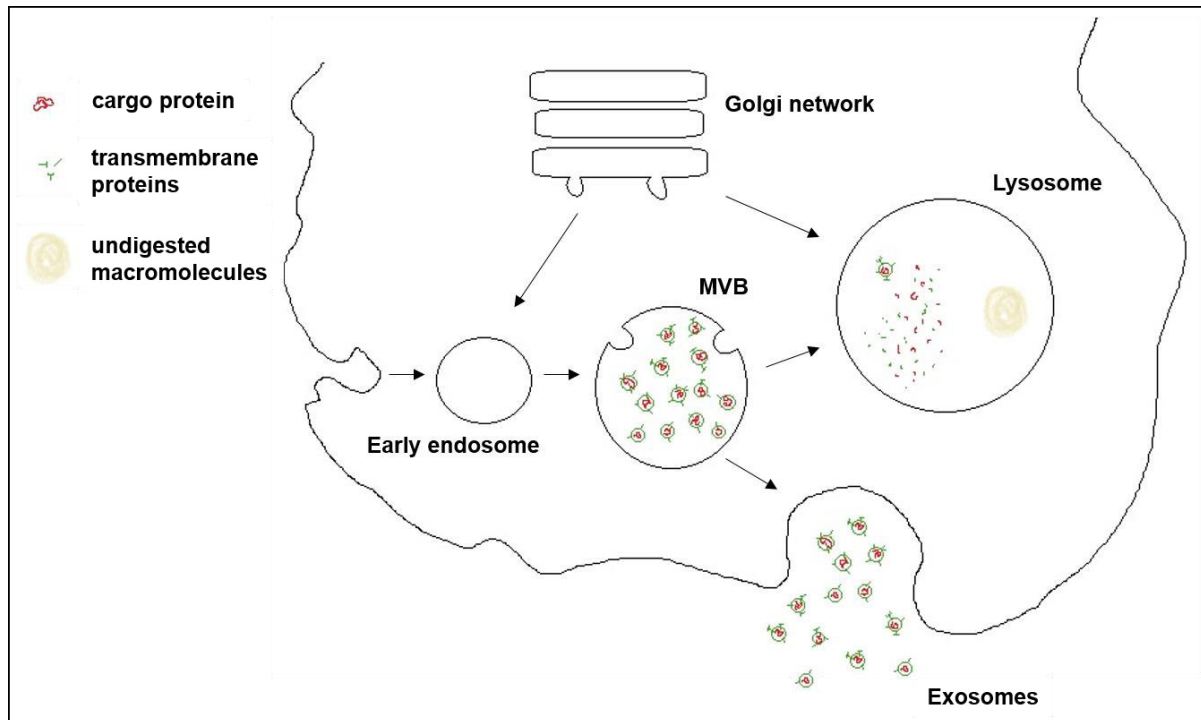 cargo protein
transmembrane
proteins
undigested
macromolecules
Golgi network
Lysosome
MVB
Early endosome
Exosomes